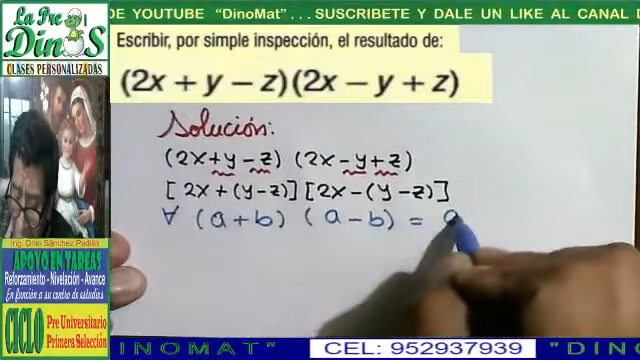 DE YOUTUBE "DinoMat"...SUSCRIBETE Y DALE UN LIKE AL CANAL
La Pre
DinoS
CLASES PERSONALIZADAS
Escribir, por simple inspección, el resultado de:
(2x + y − z)(2x − y + z)
Solución:
(2x+y−z) (2x−y+z)
[2x+(y−z)][2x−(y−z)]
∀ (a+b) (a−b) = a
Ing. Dino Sánchez Padilla
APOYO EN TAREAS
Reforzamiento - Nivelación - Avance
En función a su centro de estudios
CICLO Pre Universitario
Primera Selección
INOMAT" CEL: 952937939 "DIN